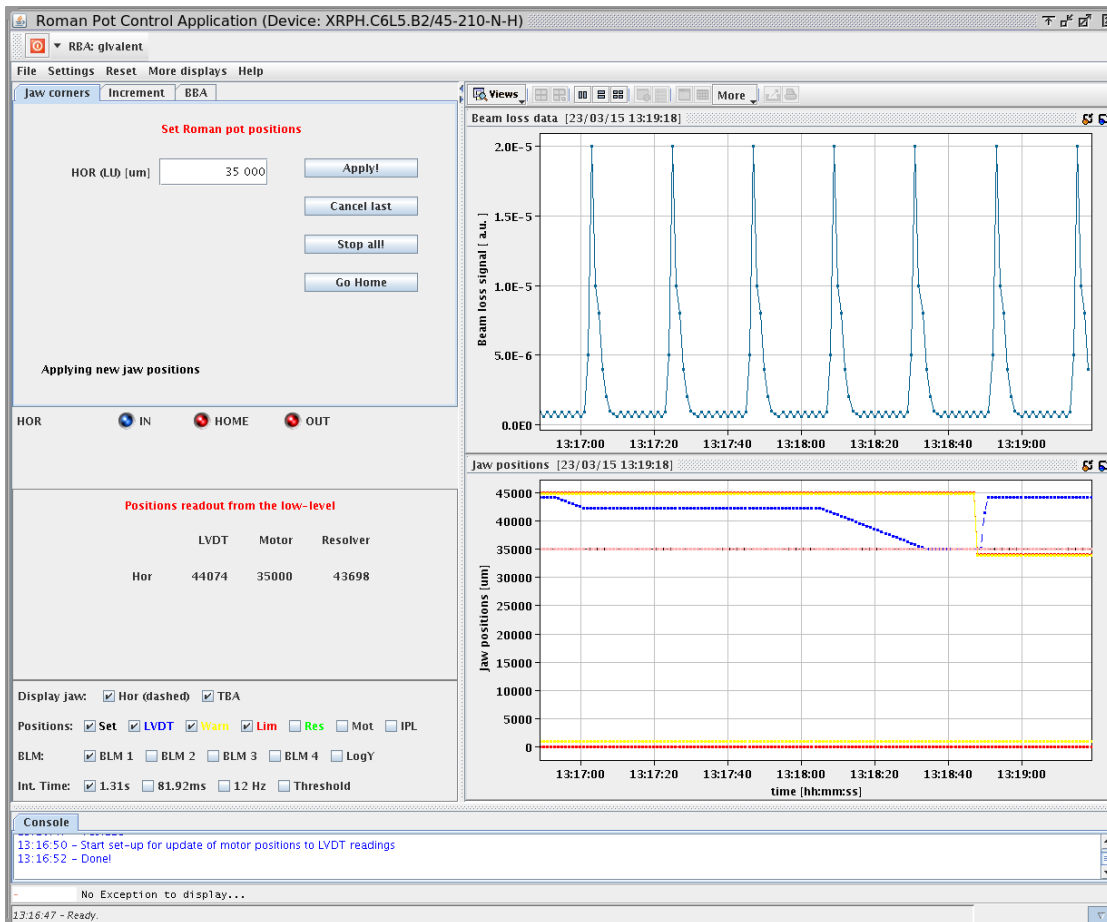 Roman Pot Control Application (Device: XRPH.C6L5.B2/45-210-N-H)
RBA: glvalent
File Settings Reset More displays Help
Jaw corners Increment BBA
Set Roman pot positions
HOR (LU) [um] 35 000 Apply!
Cancel last
Stop all!
Go Home
Applying new jaw positions
HOR IN HOME OUT
Positions readout from the low-level
LVDT Motor Resolver
Hor 44074 35000 43698
Display jaw: Hor (dashed) TBA
Positions: Set LVDT Warn Lim Res Mot IPL
BLM: BLM 1 BLM 2 BLM 3 BLM 4 LogY
Int. Time: 1.31s 81.92ms 12 Hz Threshold
Views More
Beam loss data [23/03/15 13:19:18]
Beam loss signal [ a.u. ]
2.0E-5
1.5E-5
1.0E-5
5.0E-6
0.0E0
13:17:00 13:17:20 13:17:40 13:18:00 13:18:20 13:18:40 13:19:00
Jaw positions [23/03/15 13:19:18]
Jaw positions [um]
45000
40000
35000
30000
25000
20000
15000
10000
5000
0
13:17:00 13:17:20 13:17:40 13:18:00 13:18:20 13:18:40 13:19:00
time [hh:mm:ss]
Console
13:16:50 - Start set-up for update of motor positions to LVDT readings
13:16:52 - Done!
- No Exception to display...
13:16:47 - Ready.